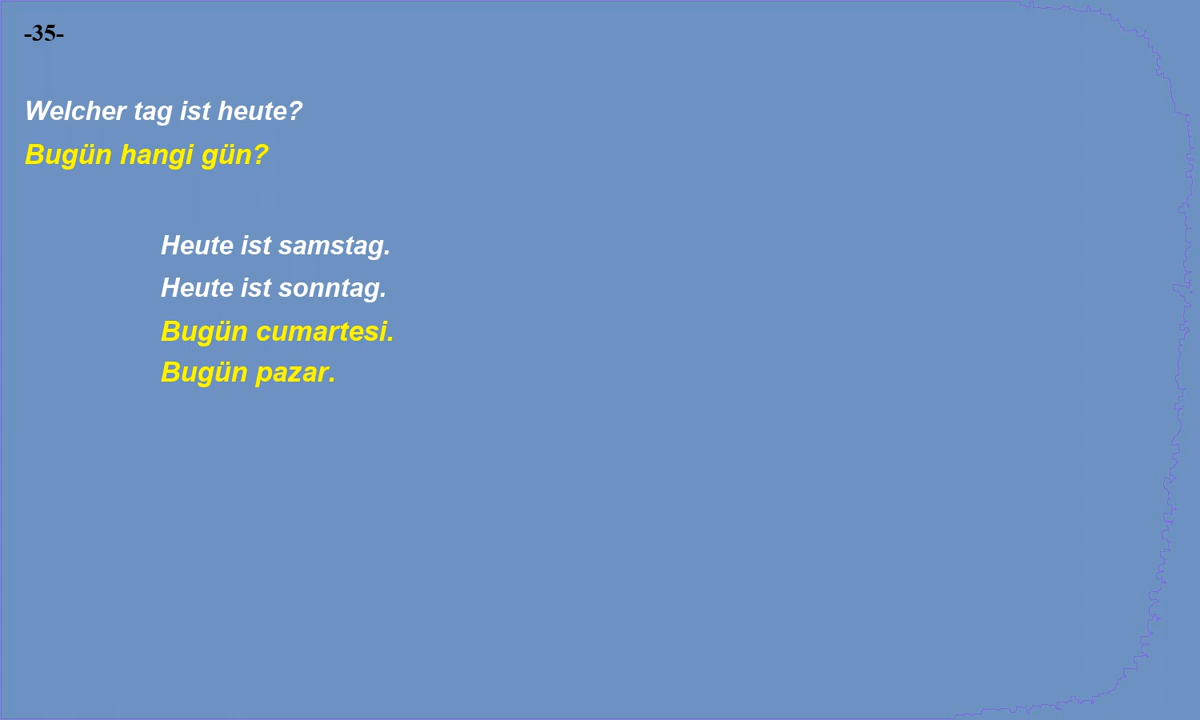 -35-
Welcher tag ist heute?
Bugün hangi gün?
Heute ist samstag.
Heute ist sonntag.
Bugün cumartesi.
Bugün pazar.